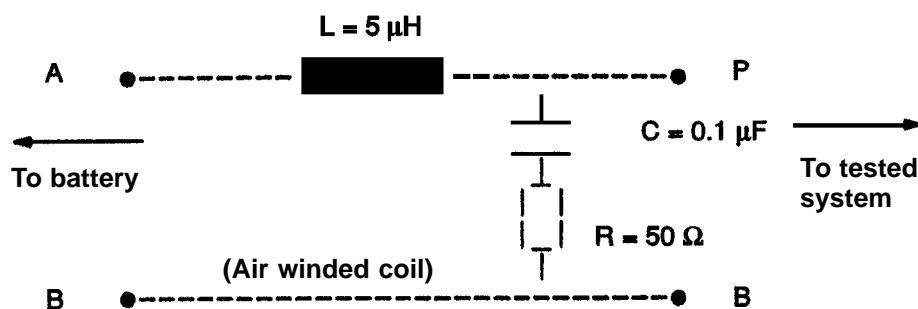 L = 5 µH
A
P
C = 0.1 µF
To battery
To tested
system
R = 50 Ω
(Air winded coil)
B
B